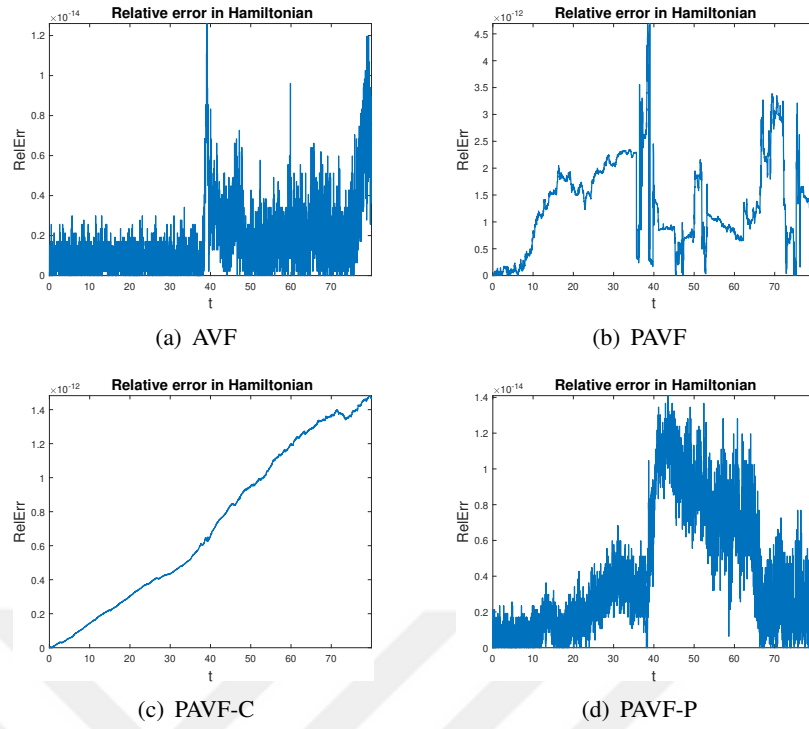 Relative error in Hamiltonian
×10-14
1.2
1
0.8
0.6
0.4
0.2
0
RelErr
0 10 20 30 40 50 60 70
t
(a) AVF
Relative error in Hamiltonian
×10-12
4.5
4
3.5
3
2.5
2
1.5
1
0.5
0
RelErr
0 10 20 30 40 50 60 70
t
(b) PAVF
Relative error in Hamiltonian
×10-12
1.4
1.2
1
0.8
0.6
0.4
0.2
0
RelErr
0 10 20 30 40 50 60 70
t
(c) PAVF-C
Relative error in Hamiltonian
×10-14
1.4
1.2
1
0.8
0.6
0.4
0.2
0
RelErr
0 10 20 30 40 50 60 70
t
(d) PAVF-P